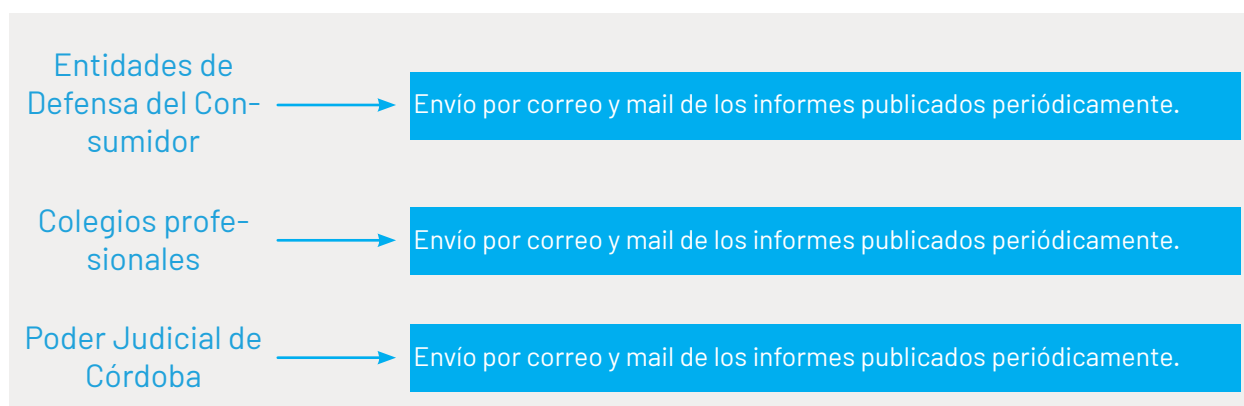 Entidades de
Defensa del Con-
sumidor
Envío por correo y mail de los informes publicados periódicamente.
Colegios profe-
sionales
Envío por correo y mail de los informes publicados periódicamente.
Poder Judicial de
Córdoba
Envío por correo y mail de los informes publicados periódicamente.